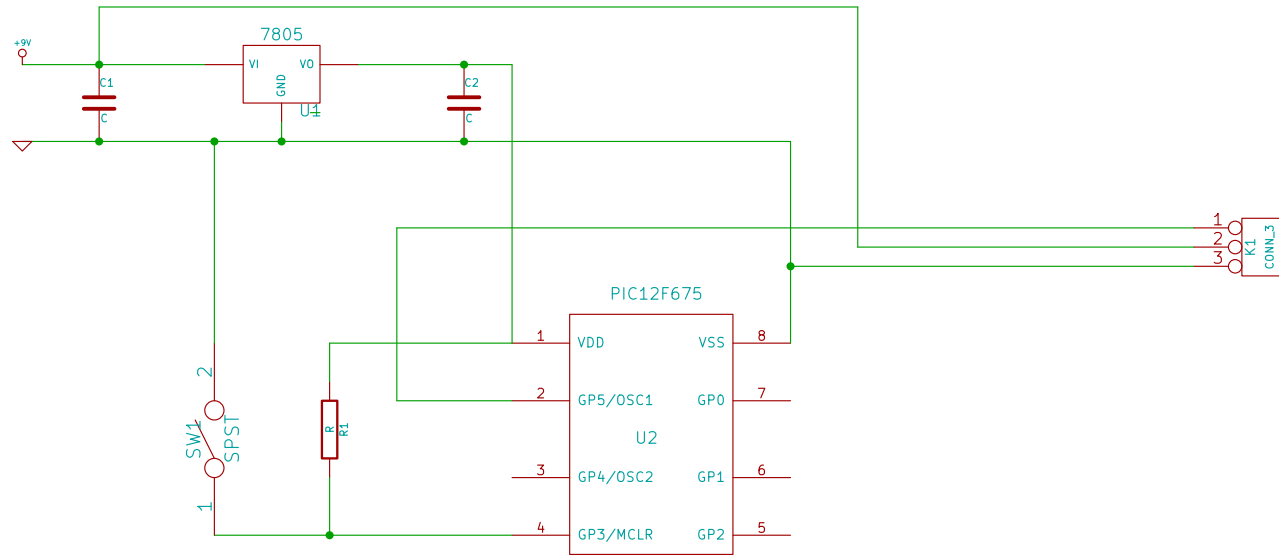 +9V
7805
VI
VO
GND
U1
C1
C
C2
C
1
2
3
K1
CONN_3
PIC12F675
1
VDD
VSS
8
2
GP5/OSC1
GP0
7
U2
3
GP4/OSC2
GP1
6
4
GP3/MCLR
GP2
5
2
SW1
SPST
1
R
R1